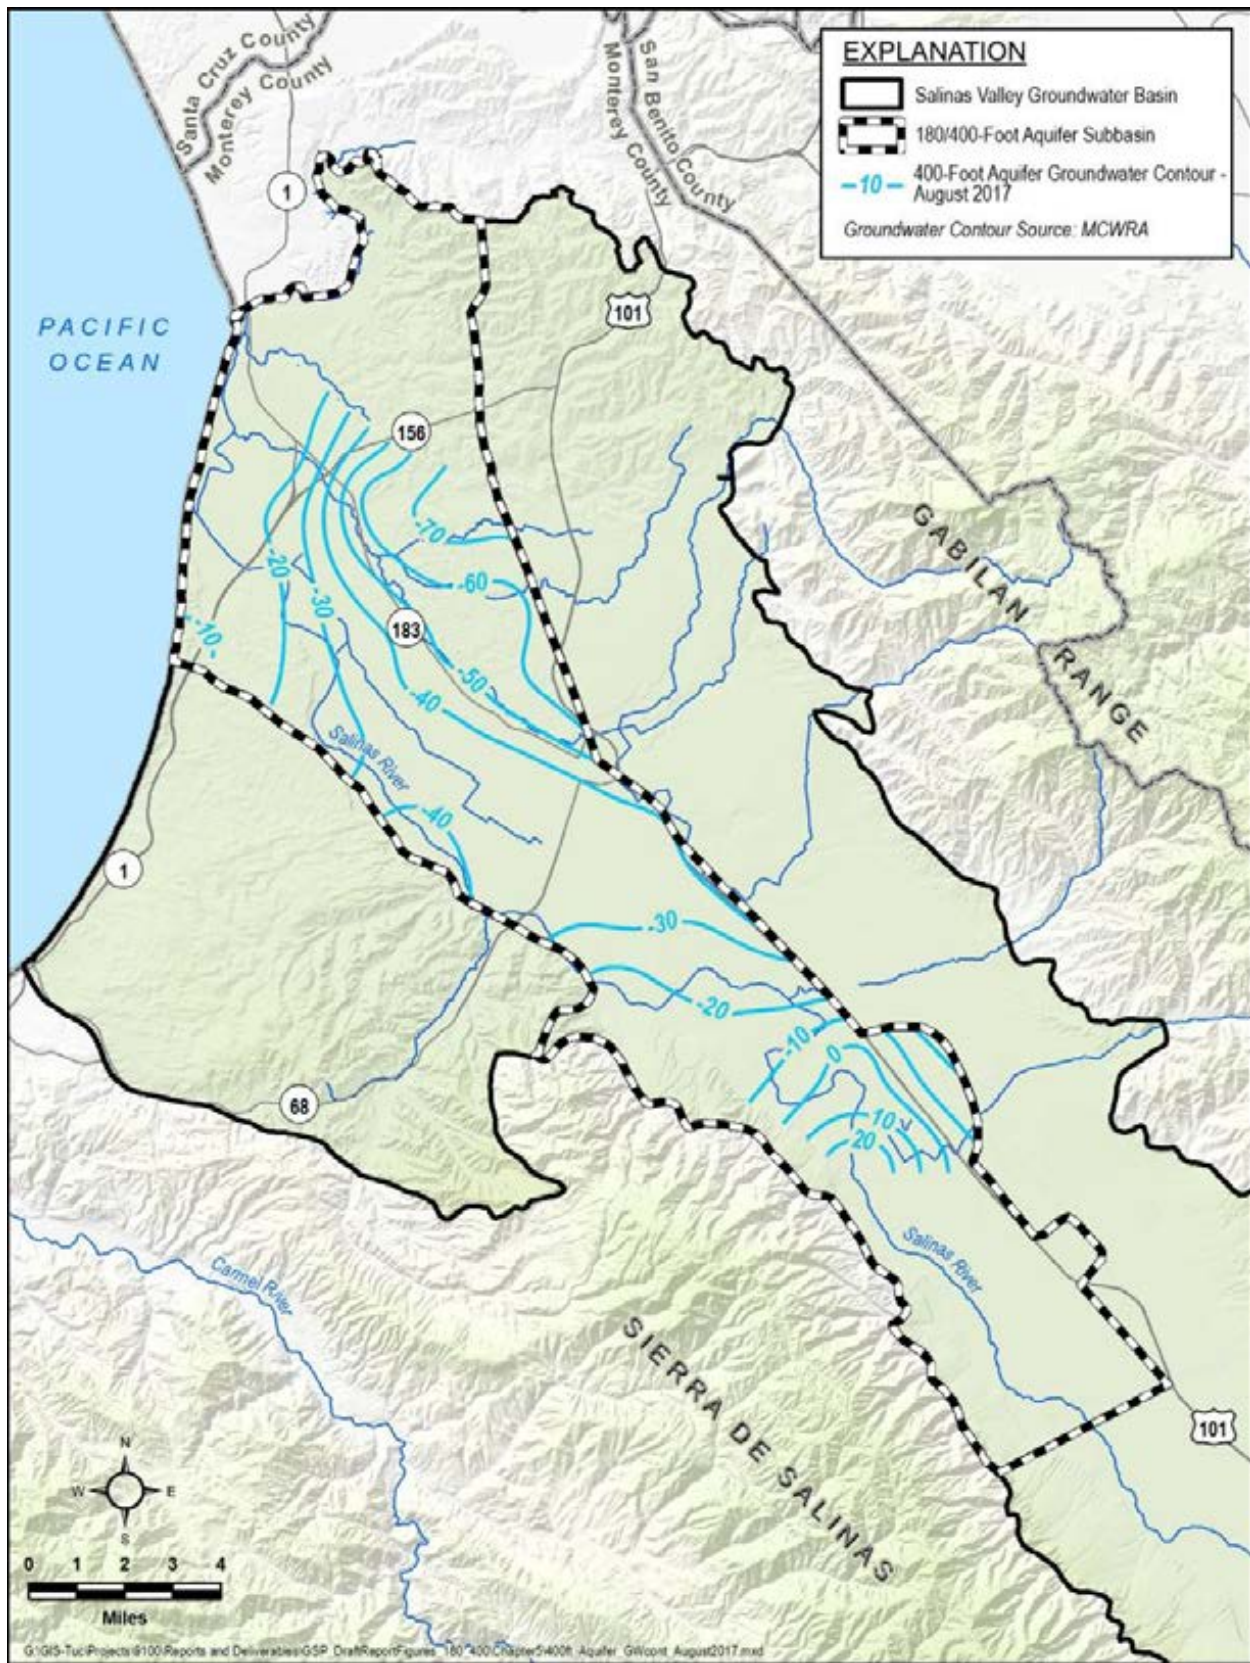 EXPLANATION
Salinas Valley Groundwater Basin
180/400-Foot Aquifer Subbasin
-10-
400-Foot Aquifer Groundwater Contour -
August 2017
Groundwater Contour Source: MCWRA
Santa Cruz County
Monterey County
San Benito County
Monterey County
1
101
PACIFIC
OCEAN
156
GABILAN
RANGE
-70
-60
-20
-30
-10
183
-50
-40
Salinas River
-40
1
-30
-20
-10
0
10
20
68
Salinas River
Carmel River
SIERRA DE SALINAS
101
N
W
E
S
0 1 2 3 4
Miles